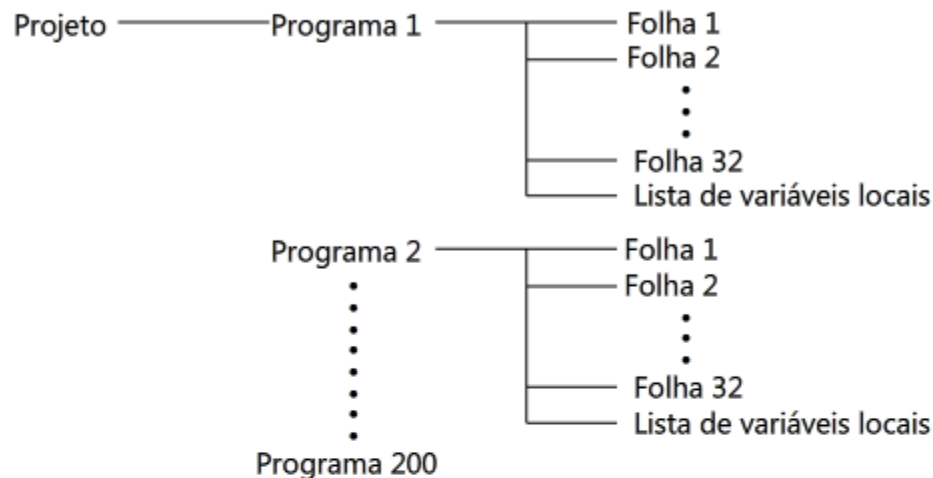 Projeto Programa 1 Folha 1
Folha 2
Folha 32
Lista de variáveis locais
Programa 2 Folha 1
Folha 2
Folha 32
Lista de variáveis locais
Programa 200